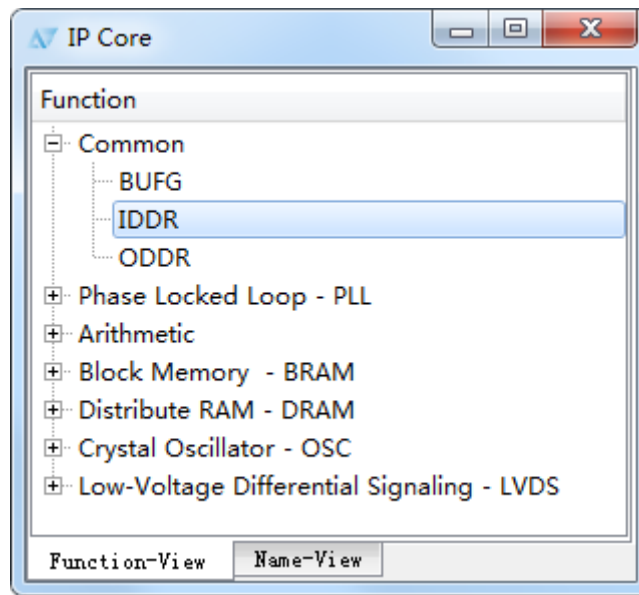 IP Core
Function
Common
BUFG
IDDR
ODDR
Phase Locked Loop - PLL
Arithmetic
Block Memory  - BRAM
Distribute RAM - DRAM
Crystal Oscillator - OSC
Low-Voltage Differential Signaling - LVDS
Function-View Name-View